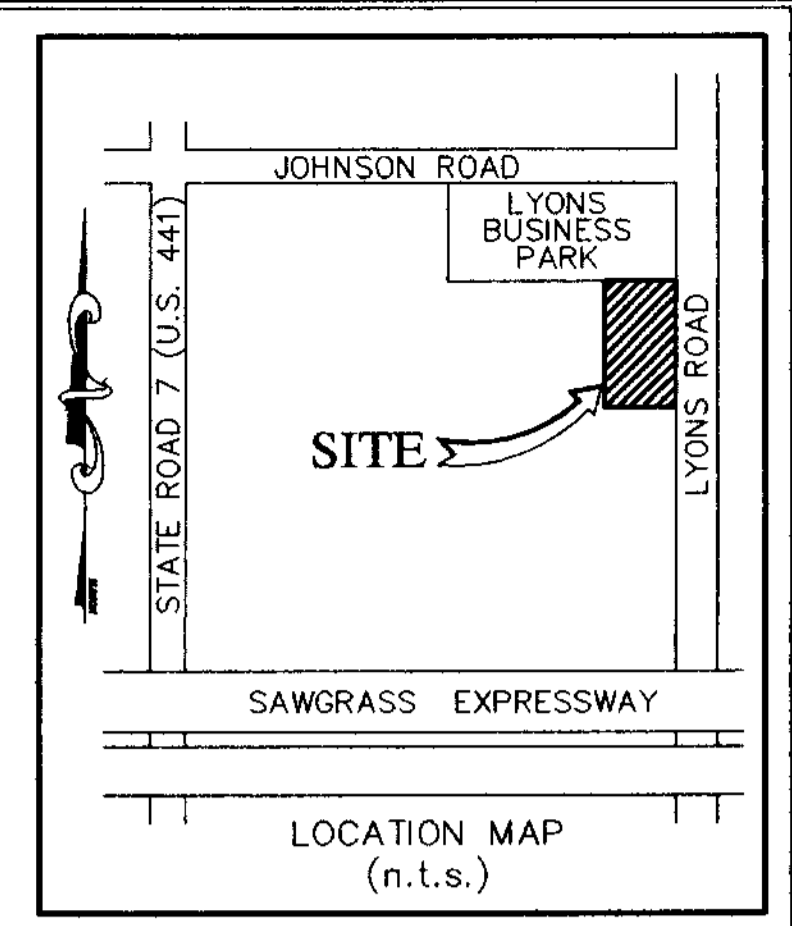 JOHNSON ROAD
LYONS
BUSINESS
PARK
STATE ROAD 7 (U.S. 441)
LYONS ROAD
SITE
SAWGRASS EXPRESSWAY
LOCATION MAP
(n.t.s.)